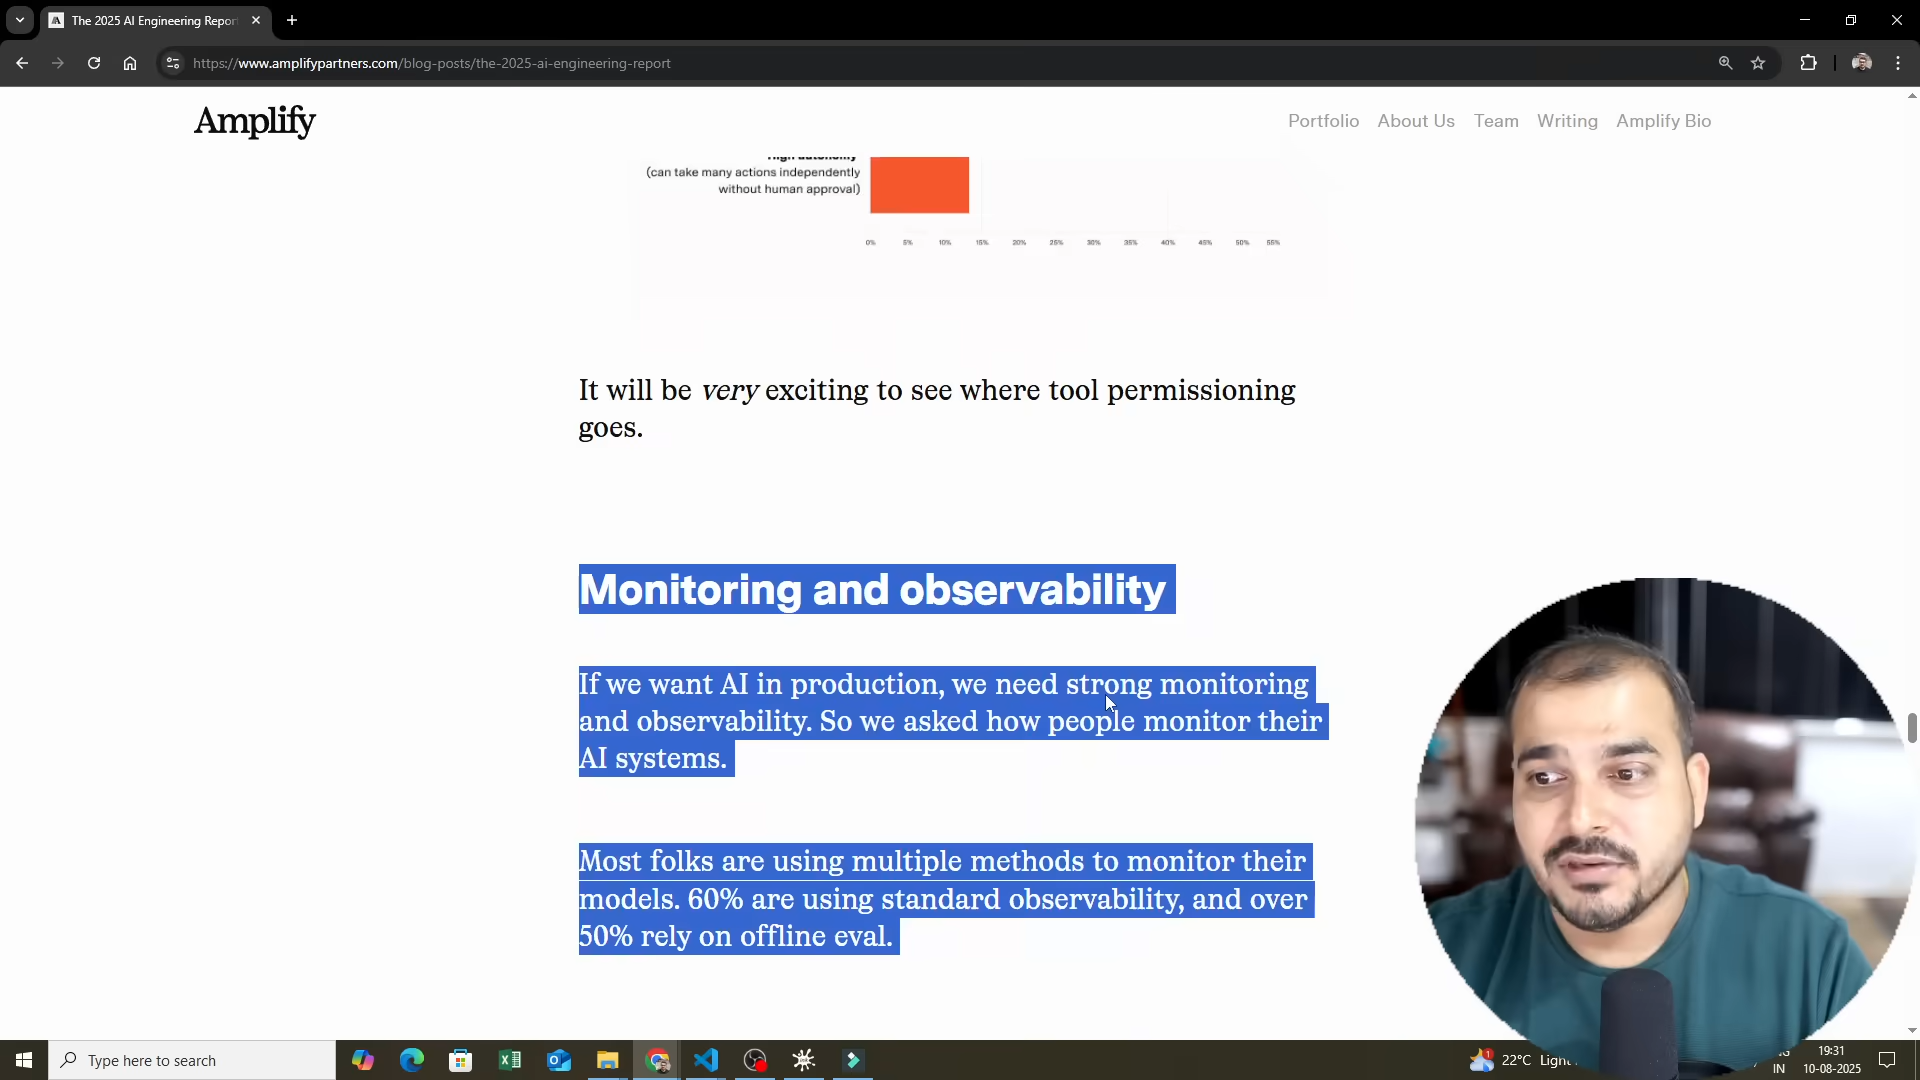 The 2025 AI Engineering Repor
https://www.amplifypartners.com/blog-posts/the-2025-ai-engineering-report
Amplify
Portfolio About Us Team Writing Amplify Bio
High autonomy
(can take many actions independently
without human approval)
0% 5% 10% 15% 20% 25% 30% 35% 40% 45% 50% 55%
It will be very exciting to see where tool permissioning
goes.
Monitoring and observability
If we want AI in production, we need strong monitoring
and observability. So we asked how people monitor their
AI systems.
Most folks are using multiple methods to monitor their
models. 60% are using standard observability, and over
50% rely on offline eval.
Type here to search
22°C Light
19:31
IN 10-08-2025